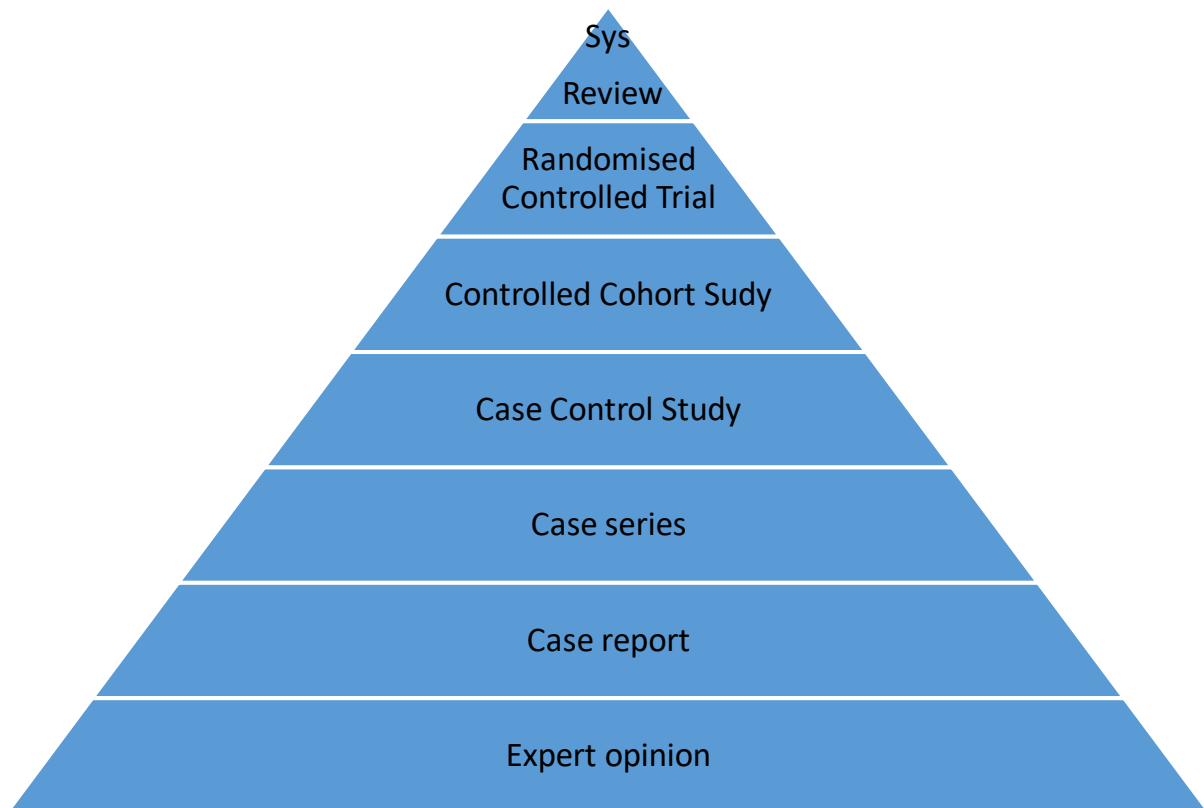 Sys
Review
Randomised
Controlled Trial
Controlled Cohort Sudy
Case Control Study
Case series
Case report
Expert opinion